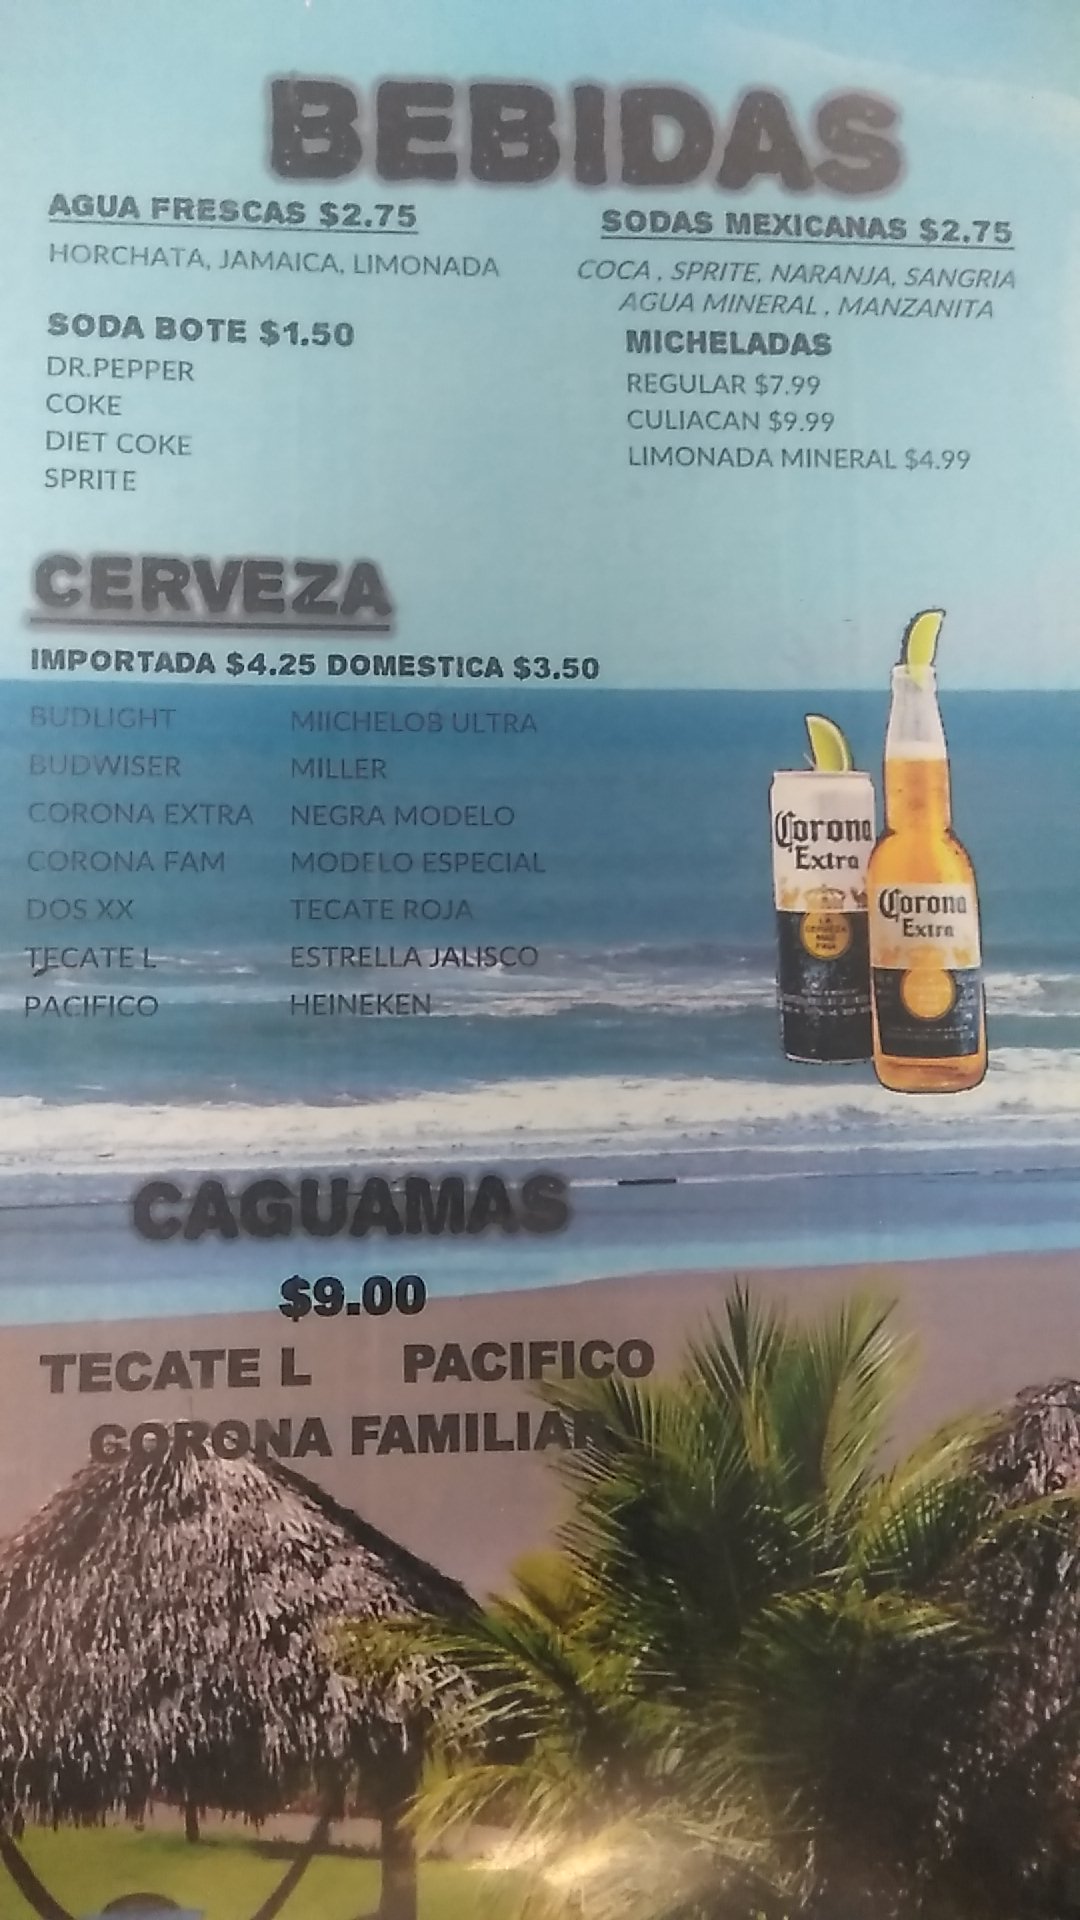 BEBIDAS
AGUA FRESCAS $2.75
HORCHATA, JAMAICA, LIMONADA
SODA BOTE $1.50
DR.PEPPER
COKE
DIET COKE
SPRITE
SODAS MEXICANAS $2.75
COCA , SPRITE, NARANJA, SANGRIA
AGUA MINERAL , MANZANITA
MICHELADAS
REGULAR $7.99
CULIACAN $9.99
LIMONADA MINERAL $4.99
CERVEZA
IMPORTADA $4.25 DOMESTICA $3.50
BUDLIGHT
BUDWISER
CORONA EXTRA
CORONA FAM
DOS XX
TECATE L
PACIFICO
MIICHELOB ULTRA
MILLER
NEGRA MODELO
MODELO ESPECIAL
TECATE ROJA
ESTRELLA JALISCO
HEINEKEN
Corona
Extra
LA
CERVEZA
MAS
FINA
Corona
Extra
CAGUAMAS
$9.00
TECATE L PACIFICO
CORONA FAMILIAR